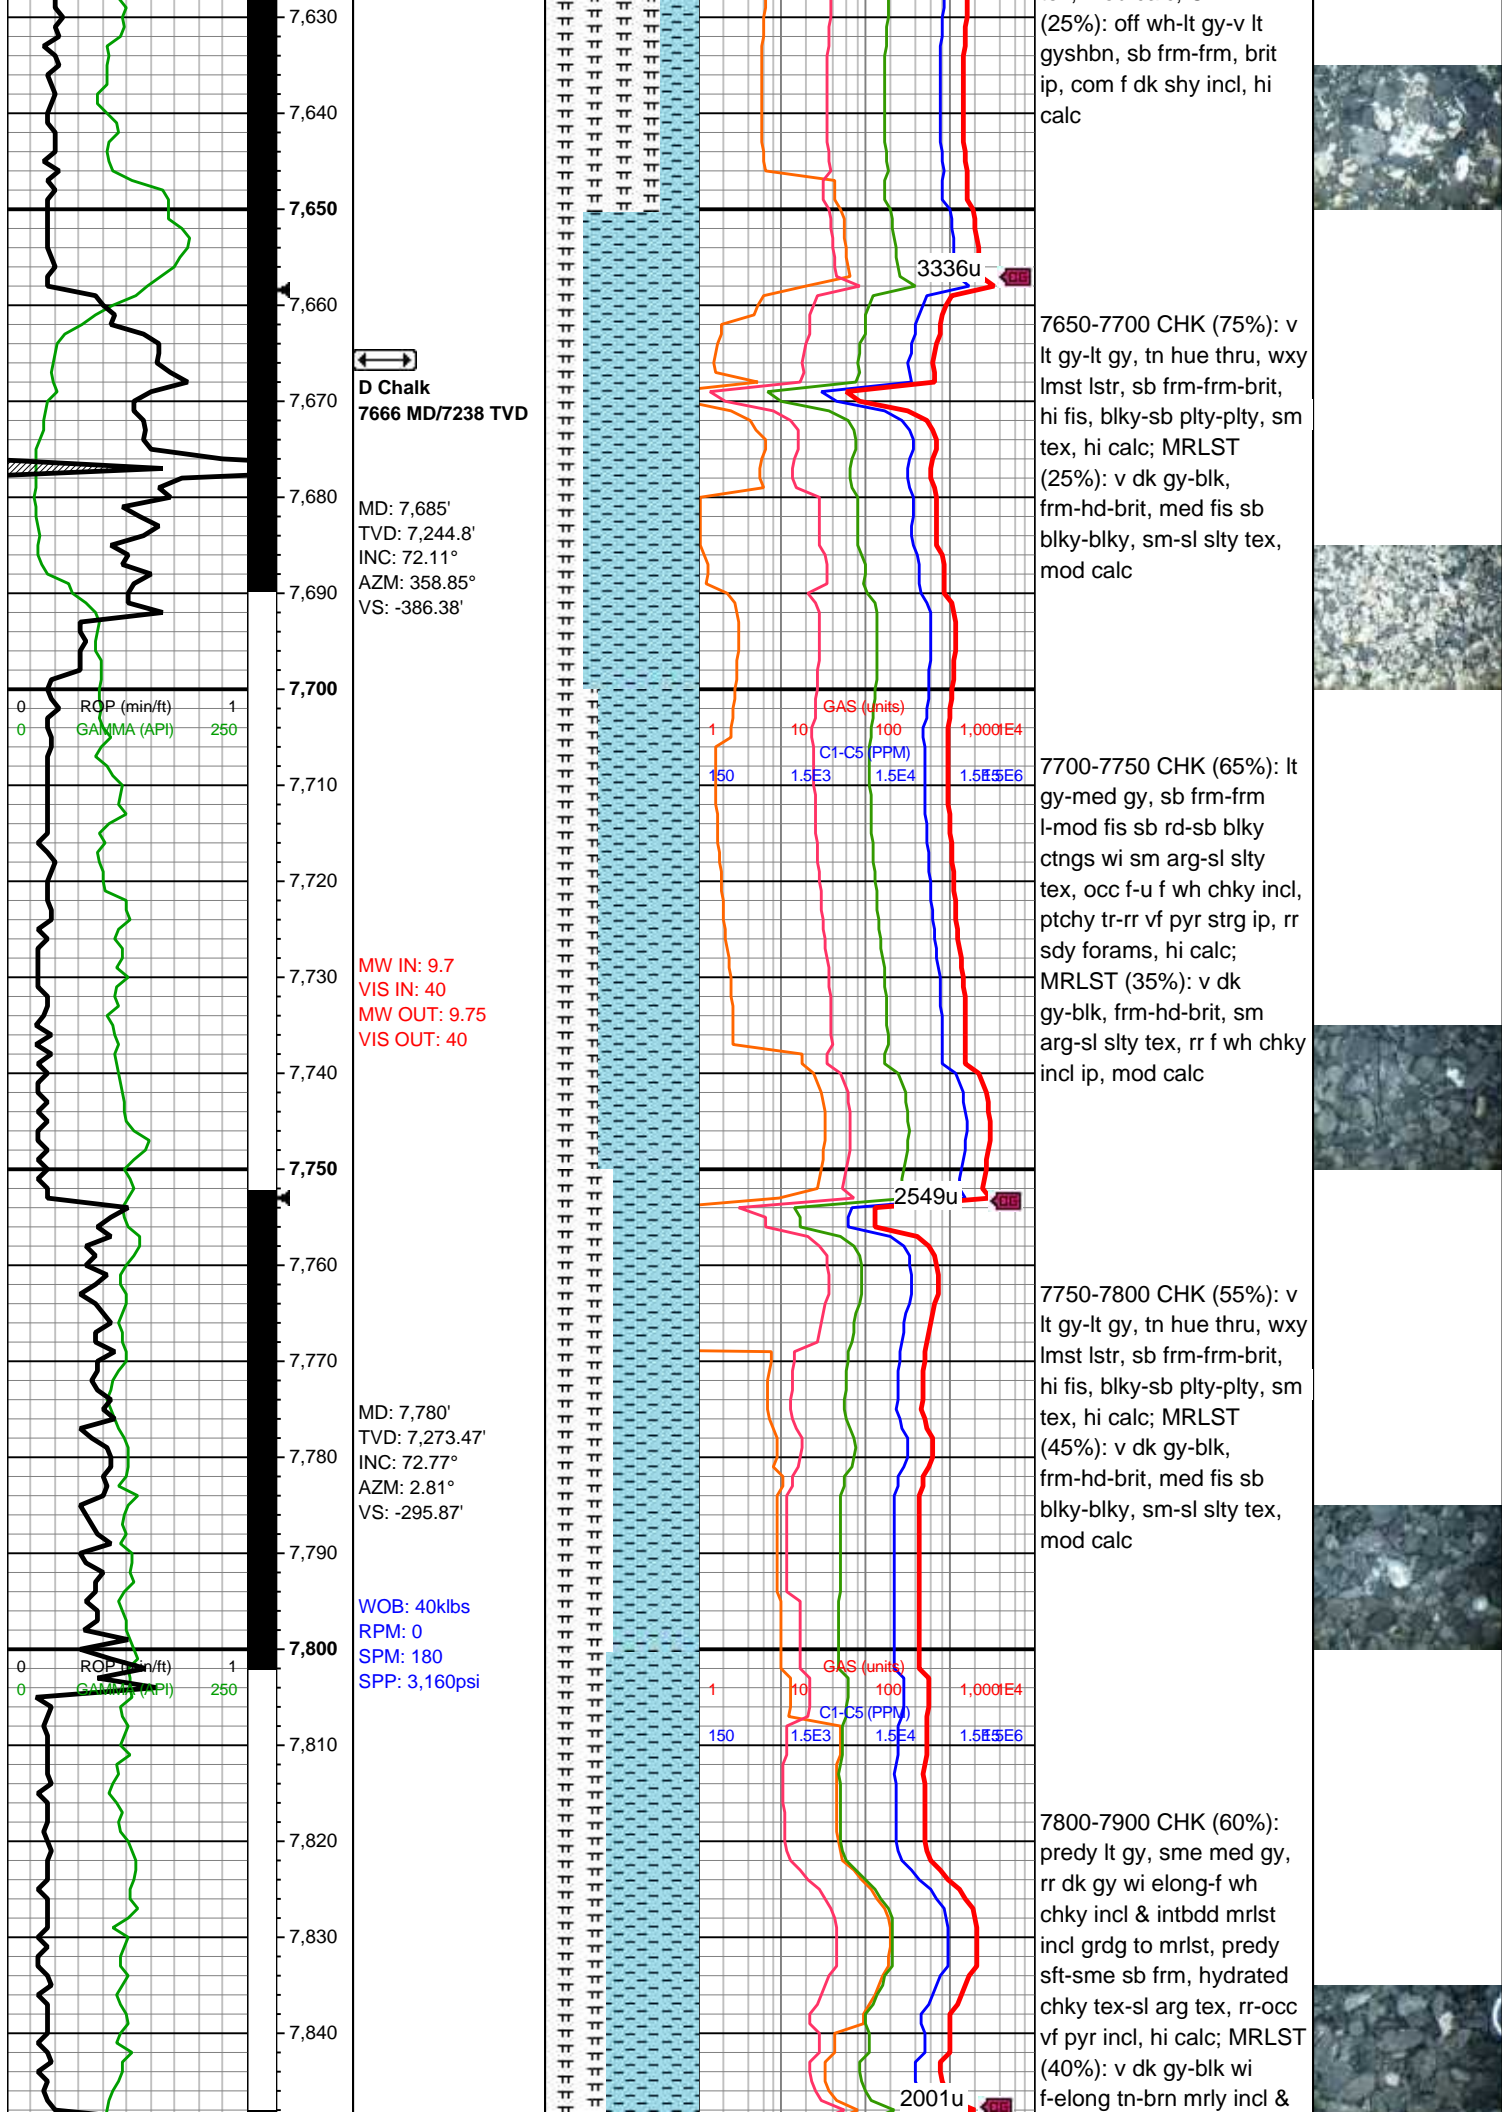 (25%): off wh-lt gy-v lt
gyshbn, sb frm-frm, brit
ip, com f dk shy incl, hi
calc
7,630
7,640
7,650
7,660
7,670
7,680
7,690
7,700
7,710
7,720
7,730
7,740
7,750
7,760
7,770
7,780
7,790
7,800
7,810
7,820
7,830
7,840
0 ROP (min/ft) 1
0 GAMMA (API) 250
0 ROP (min/ft) 1
0 GAMMA (API) 250
D Chalk
7666 MD/7238 TVD
MD: 7,685'
TVD: 7,244.8'
INC: 72.11°
AZM: 358.85°
VS: -386.38'
MW IN: 9.7
VIS IN: 40
MW OUT: 9.75
VIS OUT: 40
MD: 7,780'
TVD: 7,273.47'
INC: 72.77°
AZM: 2.81°
VS: -295.87'
WOB: 40klbs
RPM: 0
SPM: 180
SPP: 3,160psi
3336u CG
GAS (units)
1 10 100 1,000 1E4
C1-C5 (PPM)
150 1.5E3 1.5E4 1.5E5 1.5E6
2549u CG
GAS (units)
1 10 100 1,000 1E4
C1-C5 (PPM)
150 1.5E3 1.5E4 1.5E5 1.5E6
2001u CG
7650-7700 CHK (75%): v
lt gy-lt gy, tn hue thru, wxy
lmst lstr, sb frm-frm-brit,
hi fis, blky-sb plty-plty, sm
tex, hi calc; MRLST
(25%): v dk gy-blk,
frm-hd-brit, med fis sb
blky-blky, sm-sl slty tex,
mod calc
7700-7750 CHK (65%): lt
gy-med gy, sb frm-frm
l-mod fis sb rd-sb blky
ctngs wi sm arg-sl slty
tex, occ f-u f wh chky incl,
ptchy tr-rr vf pyr strg ip, rr
sdy forams, hi calc;
MRLST (35%): v dk
gy-blk, frm-hd-brit, sm
arg-sl slty tex, rr f wh chky
incl ip, mod calc
7750-7800 CHK (55%): v
lt gy-lt gy, tn hue thru, wxy
lmst lstr, sb frm-frm-brit,
hi fis, blky-sb plty-plty, sm
tex, hi calc; MRLST
(45%): v dk gy-blk,
frm-hd-brit, med fis sb
blky-blky, sm-sl slty tex,
mod calc
7800-7900 CHK (60%):
predy lt gy, sme med gy,
rr dk gy wi elong-f wh
chky incl & intbdd mrlst
incl grdg to mrlst, predy
sft-sme sb frm, hydrated
chky tex-sl arg tex, rr-occ
vf pyr incl, hi calc; MRLST
(40%): v dk gy-blk wi
f-elong tn-brn mrly incl &